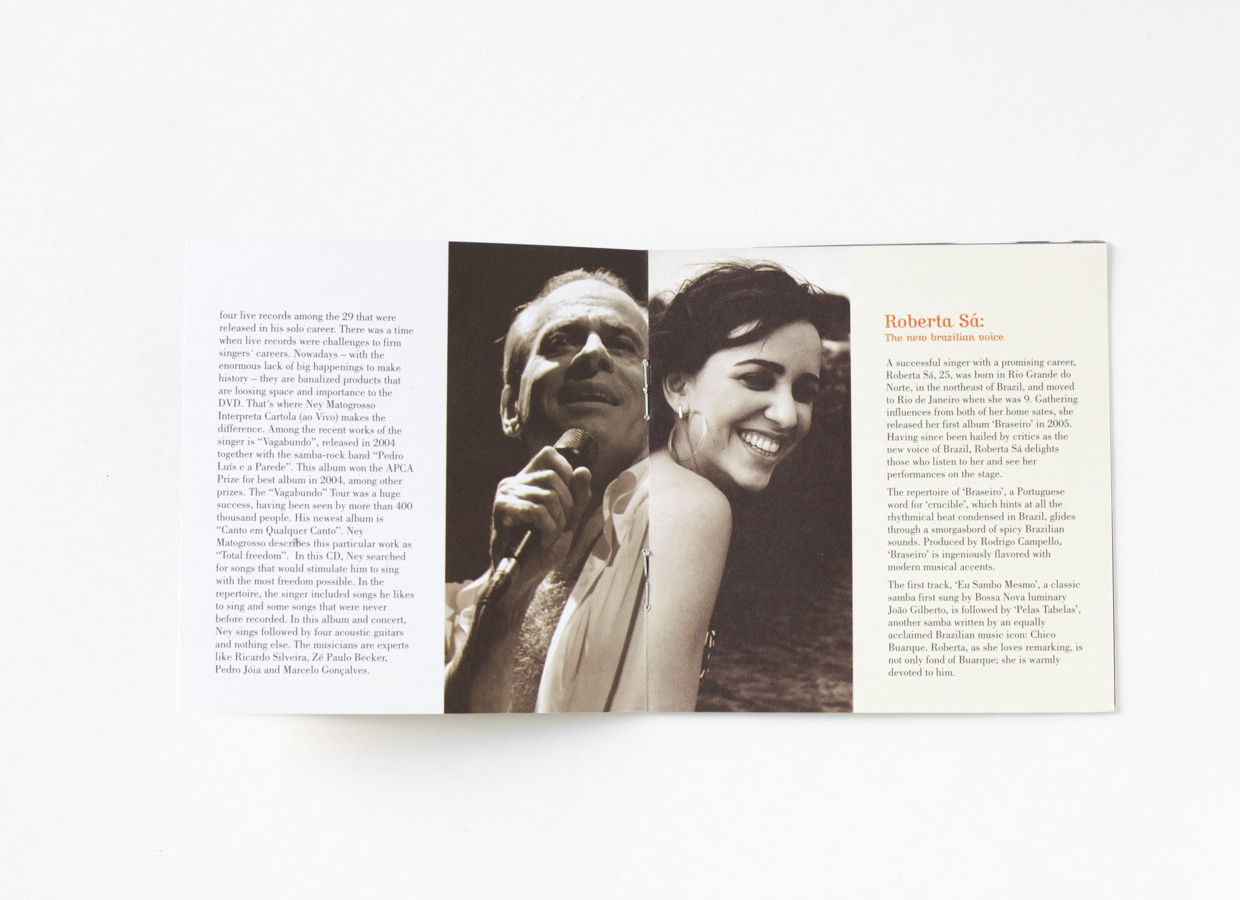 four live records among the 29 that were
released in his solo career. There was a time
when live records were challenges to firm
singers´ careers. Nowadays – with the
enormous lack of big happenings to make
history – they are banalized products that
are loosing space and importance to the
DVD. That´s where Ney Matogrosso
Interpreta Cartola (ao Vivo) makes the
difference. Among the recent works of the
singer is “Vagabundo”, released in 2004
together with the samba-rock band “Pedro
Luís e a Parede”. This album won the APCA
Prize for best album in 2004, among other
prizes. The “Vagabundo” Tour was a huge
success, having been seen by more than 400
thousand people. His newest album is
“Canto em Qualquer Canto”. Ney
Matogrosso describes this particular work as
“Total freedom”. In this CD, Ney searched
for songs that would stimulate him to sing
with the most freedom possible. In the
repertoire, the singer included songs he likes
to sing and some songs that were never
before recorded. In this album and concert,
Ney sings followed by four acoustic guitars
and nothing else. The musicians are experts
like Ricardo Silveira, Zé Paulo Becker,
Pedro Jóia and Marcelo Gonçalves.
Roberta Sá:
The new brazilian voice
A successful singer with a promising career,
Roberta Sá, 25, was born in Rio Grande do
Norte, in the northeast of Brazil, and moved
to Rio de Janeiro when she was 9. Gathering
influences from both of her home sates, she
released her first album ‘Braseiro’ in 2005.
Having since been hailed by critics as the
new voice of Brazil, Roberta Sá delights
those who listen to her and see her
performances on the stage.
The repertoire of ‘Braseiro’, a Portuguese
word for ‘crucible’, which hints at all the
rhythmical heat condensed in Brazil, glides
through a smorgasbord of spicy Brazilian
sounds. Produced by Rodrigo Campello,
‘Braseiro’ is ingeniously flavored with
modern musical accents.
The first track, ‘Eu Sambo Mesmo’, a classic
samba first sung by Bossa Nova luminary
João Gilberto, is followed by ‘Pelas Tabelas’,
another samba written by an equally
acclaimed Brazilian music icon: Chico
Buarque. Roberta, as she loves remarking, is
not only fond of Buarque; she is warmly
devoted to him.